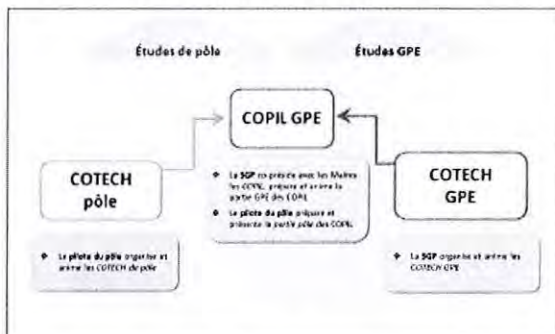 Études de pôle
Études GPE
COPIL GPE
COTECH
pôle
❖ La SGP co-préside avec les Maires
les COPIL, prépare et anime la
partie GPE des COPIL
❖ Le pilote du pôle prépare et
présente la partie pôle des COPIL
COTECH
GPE
❖ Le pilote du pôle organise et
anime les COTECH de pôle
❖ La SGP organise et anime les
COTECH GPE